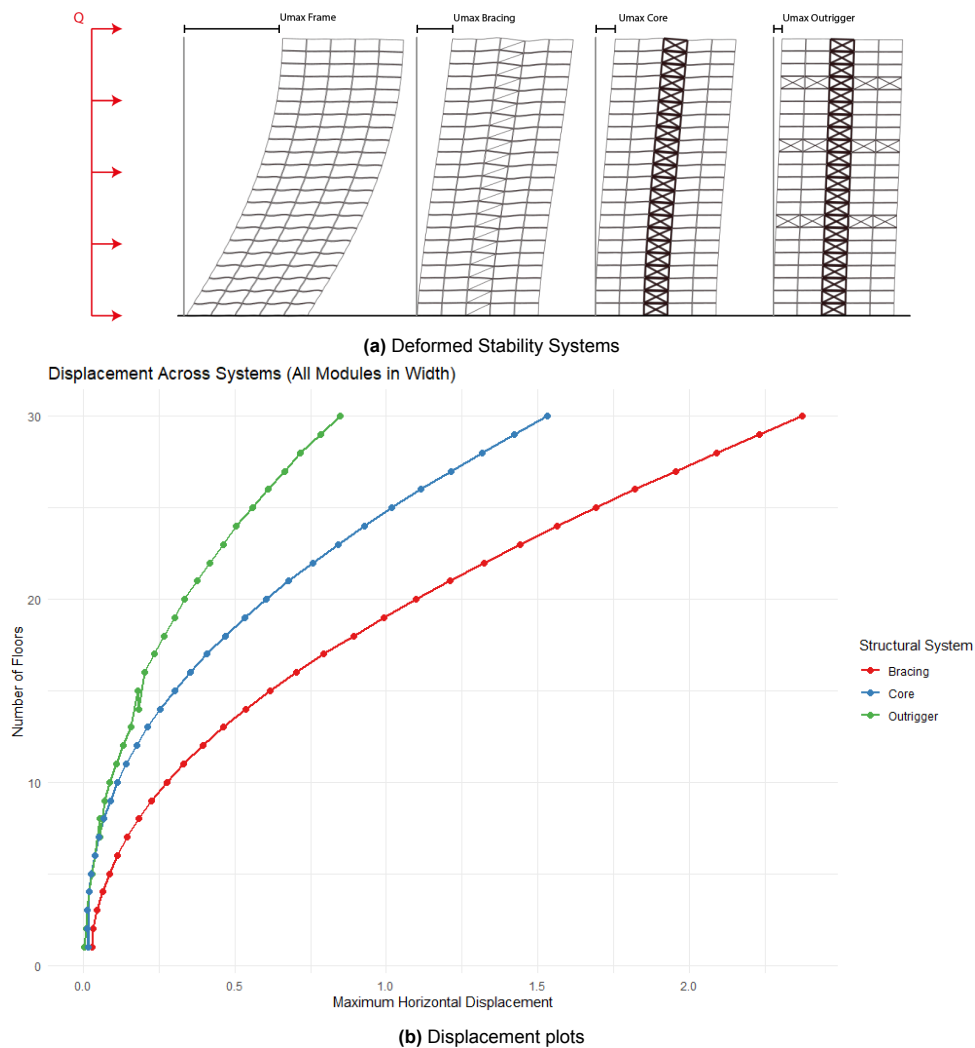 Q
Umax Frame
Umax Bracing
Umax Core
Umax Outrigger
(a) Deformed Stability Systems
Displacement Across Systems (All Modules in Width)
30
20
10
0
Number of Floors
0.0
0.5
1.0
1.5
2.0
Maximum Horizontal Displacement
Structural System
Bracing
Core
Outrigger
(b) Displacement plots